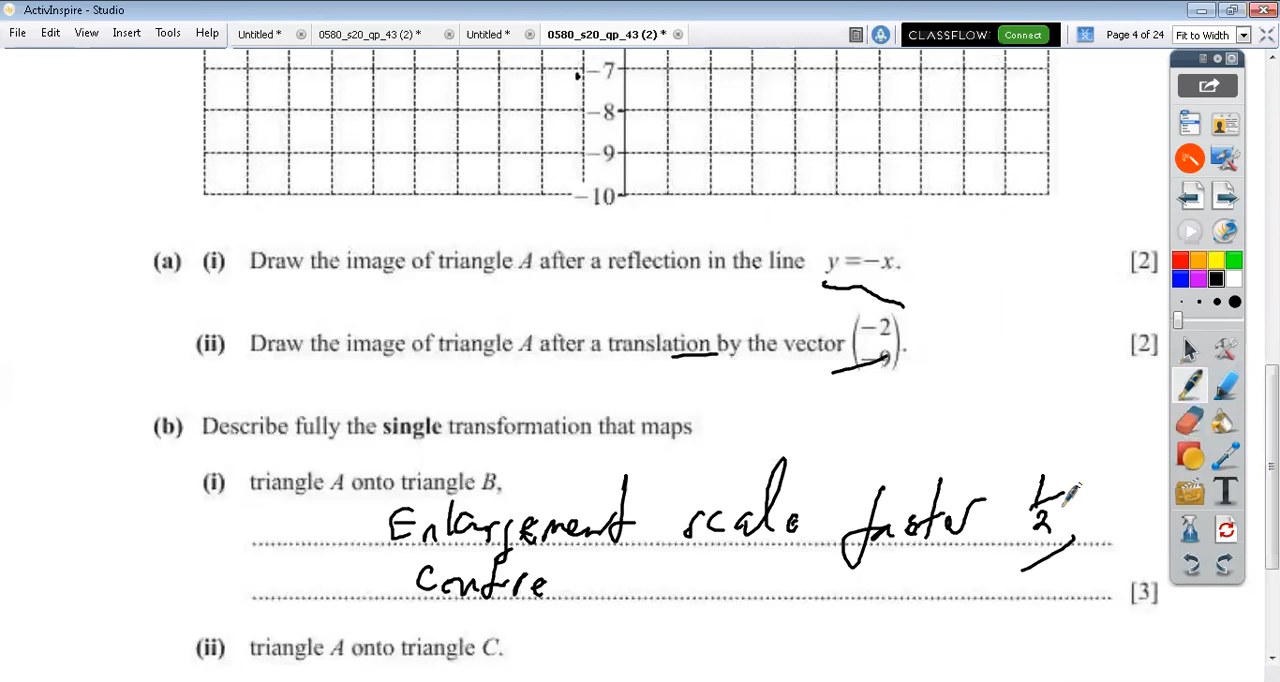 ActivInspire - Studio
File Edit View Insert Tools Help
Untitled * 0580_s20_qp_43 (2) * Untitled * 0580_s20_qp_43 (2) * CLASSFLOW Connect Page 4 of 24 Fit to Width
-7
-8
-9
-10
(a) (i) Draw the image of triangle A after a reflection in the line y = -x. [2]
(ii) Draw the image of triangle A after a translation by the vector (-2 -9). [2]
(b) Describe fully the single transformation that maps
(i) triangle A onto triangle B,
Enlargement scale factor 1/2
Centre
[3]
(ii) triangle A onto triangle C.